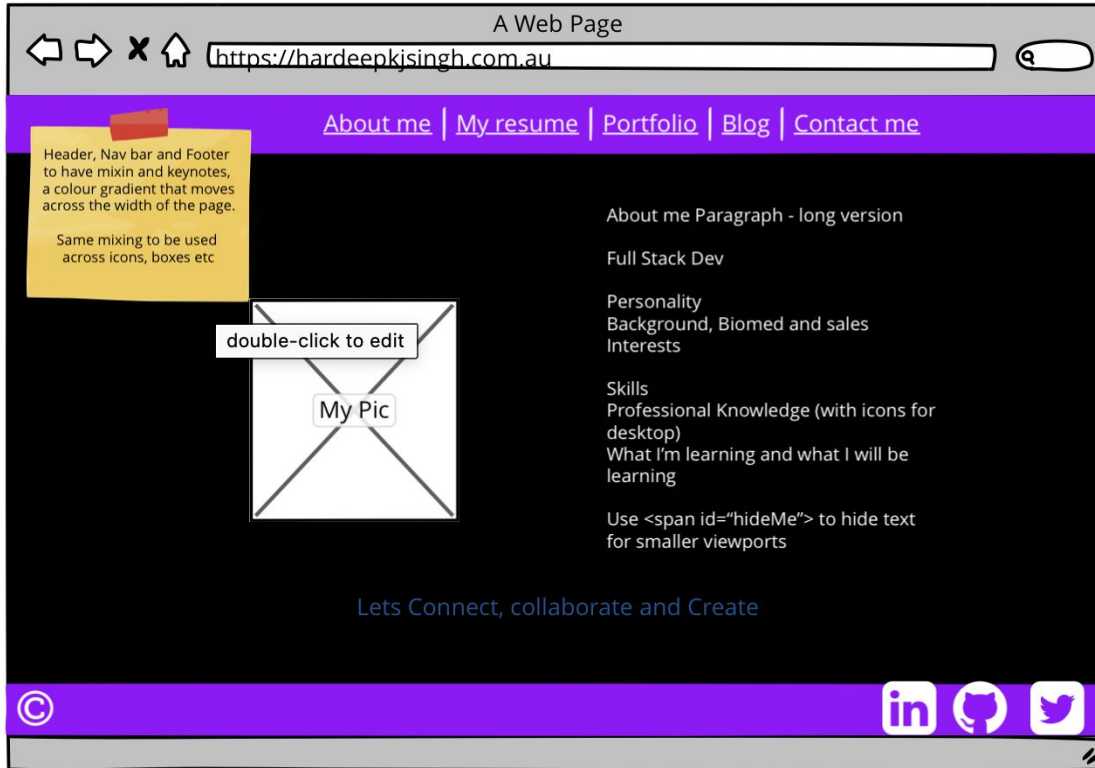 A Web Page
https://hardeepkjsingh.com.au
About me | My resume | Portfolio | Blog | Contact me
Header, Nav bar and Footer
to have mixin and keynotes,
a colour gradient that moves
across the width of the page.
Same mixing to be used
across icons, boxes etc
About me Paragraph - long version
Full Stack Dev
Personality
Background, Biomed and sales
Interests
double-click to edit
My Pic
Skills
Professional Knowledge (with icons for
desktop)
What I’m learning and what I will be
learning
Use <span id=“hideMe”> to hide text
for smaller viewports
Lets Connect, collaborate and Create
©
in